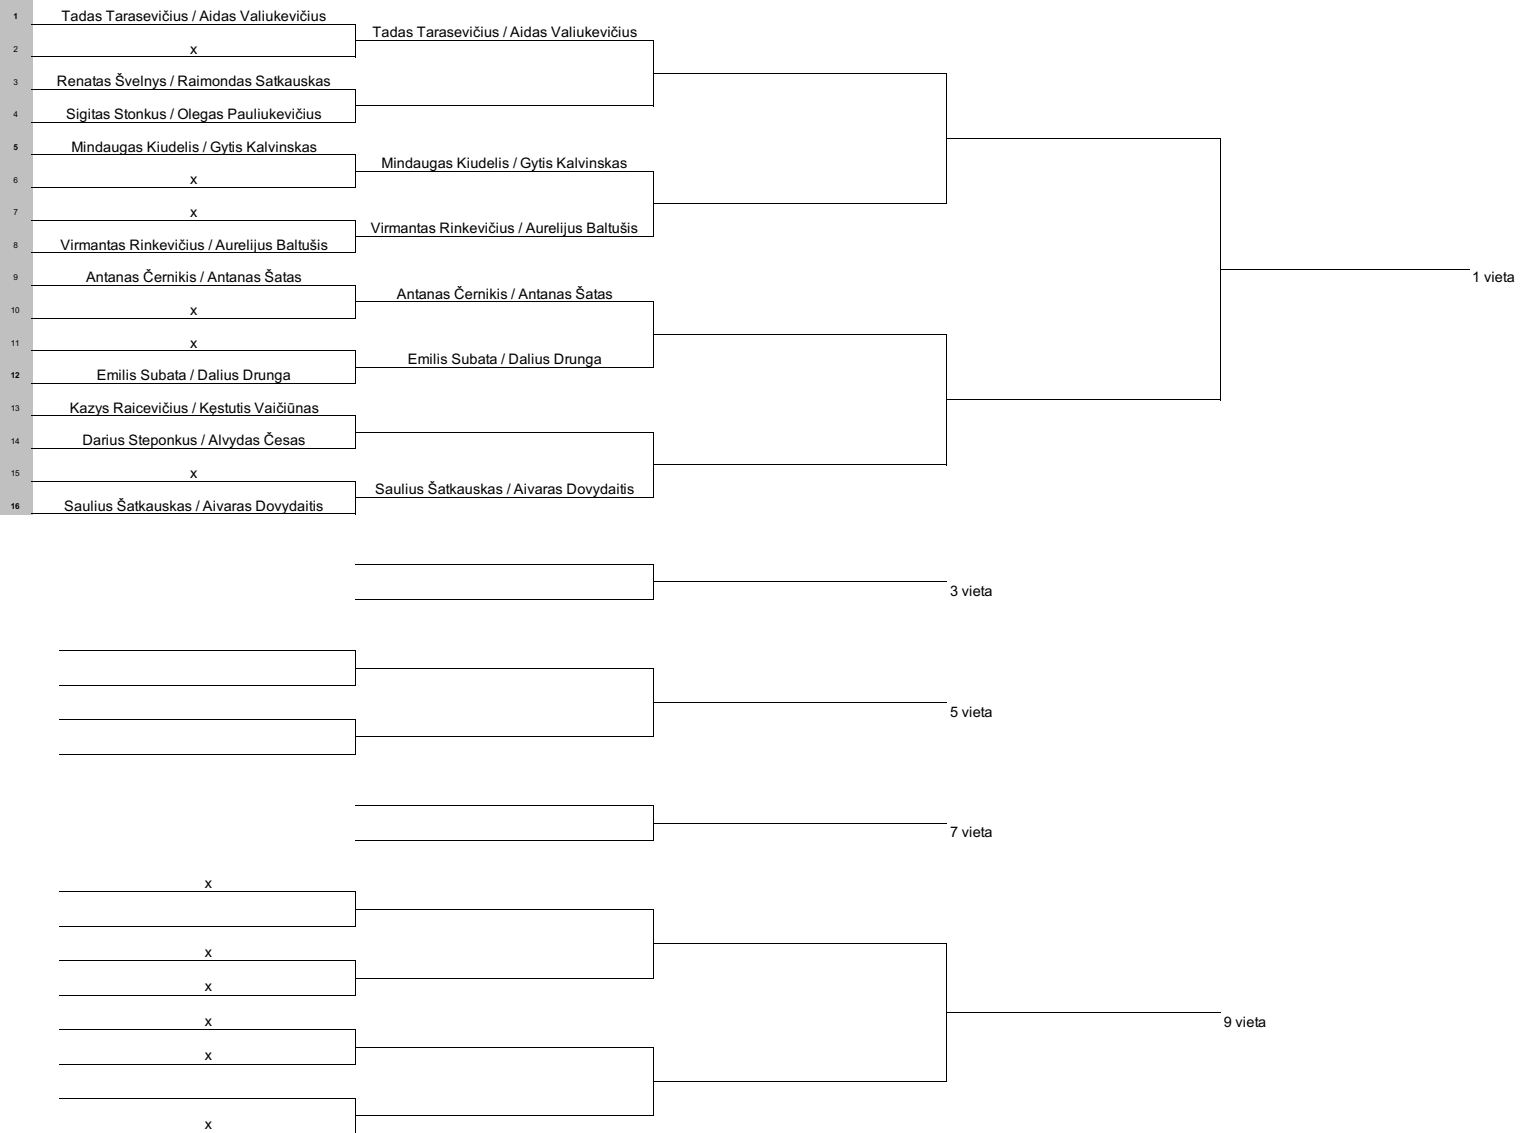 1 Tadas Tarasevičius / Aidas Valiukevičius
Tadas Tarasevičius / Aidas Valiukevičius
2 x
3 Renatas Švelnys / Raimondas Satkauskas
4 Sigitas Stonkus / Olegas Pauliukevičius
5 Mindaugas Kiudelis / Gytis Kalvinskas
Mindaugas Kiudelis / Gytis Kalvinskas
6 x
7 x
Virmantas Rinkevičius / Aurelijus Baltušis
8 Virmantas Rinkevičius / Aurelijus Baltušis
9 Antanas Černikis / Antanas Šatas
1 vieta
Antanas Černikis / Antanas Šatas
10 x
11 x
Emilis Subata / Dalius Drunga
12 Emilis Subata / Dalius Drunga
13 Kazys Raicevičius / Kęstutis Vaičiūnas
14 Darius Steponkus / Alvydas Česas
15 x
Saulius Šatkauskas / Aivaras Dovydaitis
16 Saulius Šatkauskas / Aivaras Dovydaitis
3 vieta
5 vieta
7 vieta
x
x
x
x
9 vieta
x
x